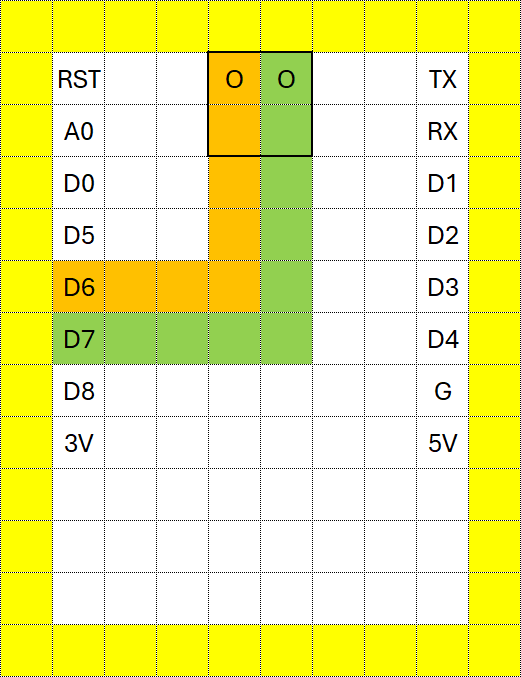 RST O O TX
A0 RX
D0 D1
D5 D2
D6 D3
D7 D4
D8 G
3V 5V